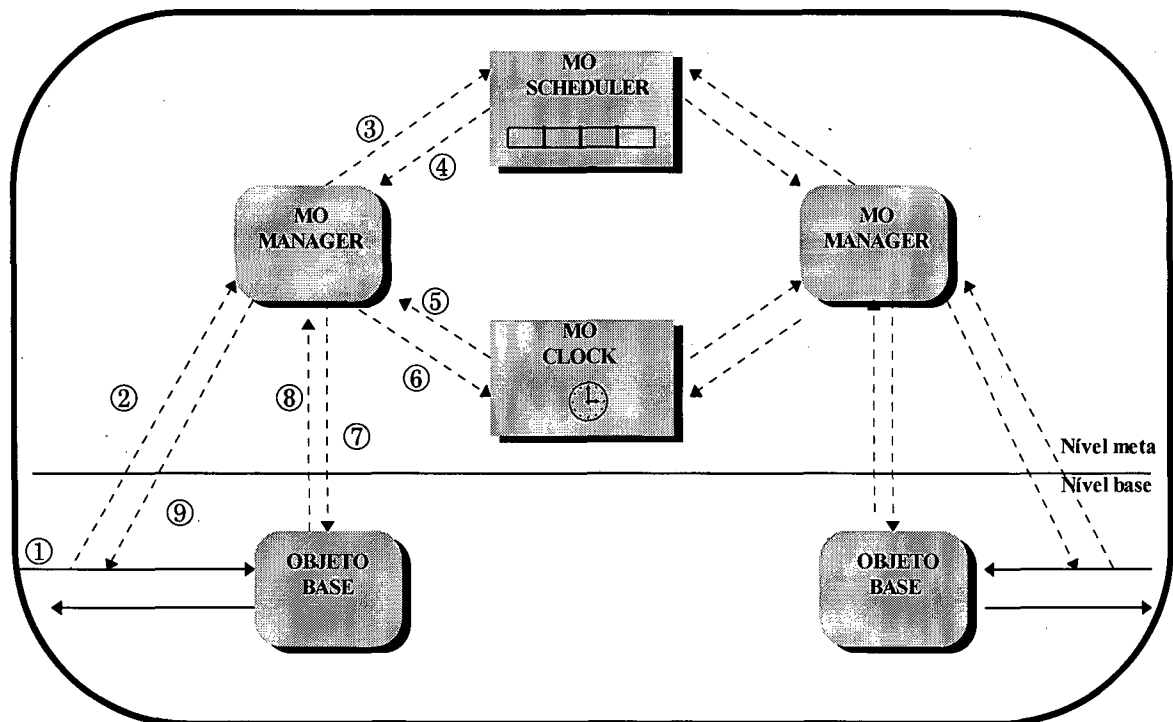 MO
SCHEDULER
③
④
MO
MANAGER
MO
MANAGER
⑤
MO
CLOCK
⑥
②
⑧
⑦
Nível meta
Nível base
⑨
①
OBJETO
BASE
OBJETO
BASE